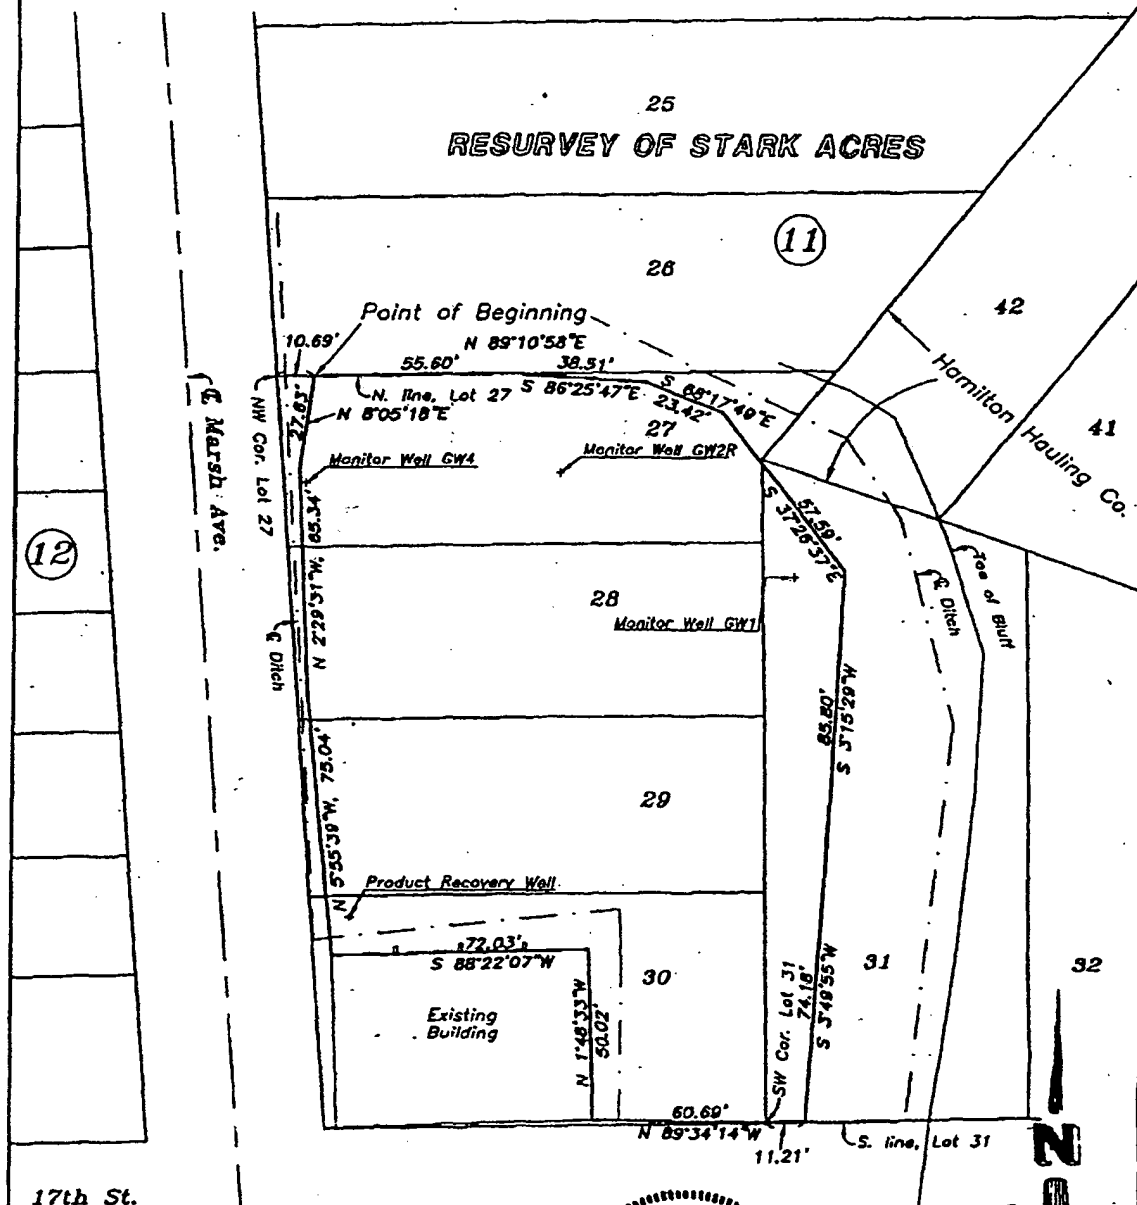 25
RESURVEY OF STARK ACRES
11
26
42
Point of Beginning
N 89°10'58"E
10.69'
55.60'
38.51'
Hamilton Hauling Co.
N. line, Lot 27
S 86°25'47"E
S 68°17'49"E
23.42'
27.83'
N 8°05'18"E
NW Cor. Lot 27
27
41
℄ Marsh Ave.
Monitor Well GW4
Monitor Well GW2R
57.59'
S 37°26'37"E
12
N 2°29'31"W, 65.34'
28
Monitor Well GW1
℄ Ditch
Toe of Bluff
℄ Ditch
85.80'
S 3°15'29"W
N 5°55'39"W, 75.04'
29
Product Recovery Well
72.03'
S 88°22'07"W
30
31
32
Existing
Building
N 1°48'33"W
50.02'
SW Cor. Lot 31
74.18'
S 3°49'55"W
60.69'
N 89°34'14"W
11.21'
S. line, Lot 31
N
17th St.